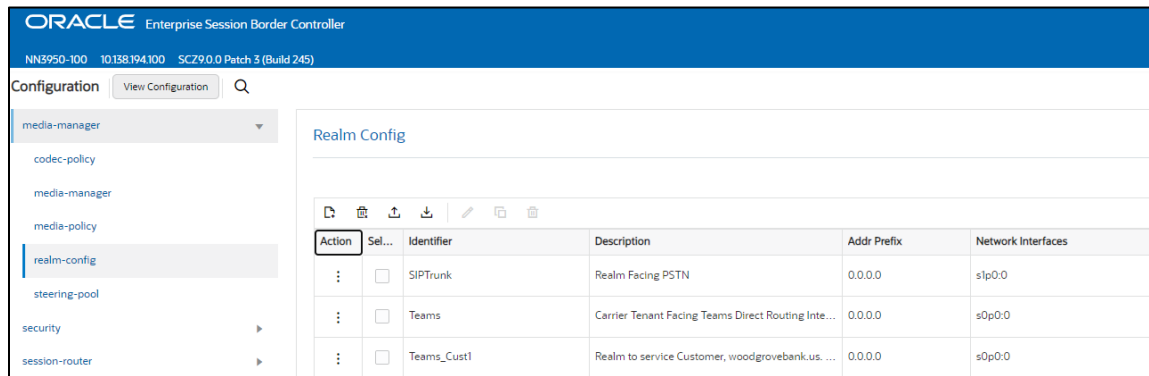 ORACLE Enterprise Session Border Controller
NN3950-100 10.138.194.100 SCZ9.0.0 Patch 3 (Build 245)
Configuration View Configuration
media-manager
codec-policy
media-manager
media-policy
realm-config
steering-pool
security
session-router
Realm Config
Action Sel... Identifier Description Addr Prefix Network Interfaces
SIPTrunk Realm Facing PSTN 0.0.0.0 s1p0:0
Teams Carrier Tenant Facing Teams Direct Routing Inte... 0.0.0.0 s0p0:0
Teams_Cust1 Realm to service Customer, woodgrovebank.us. ... 0.0.0.0 s0p0:0